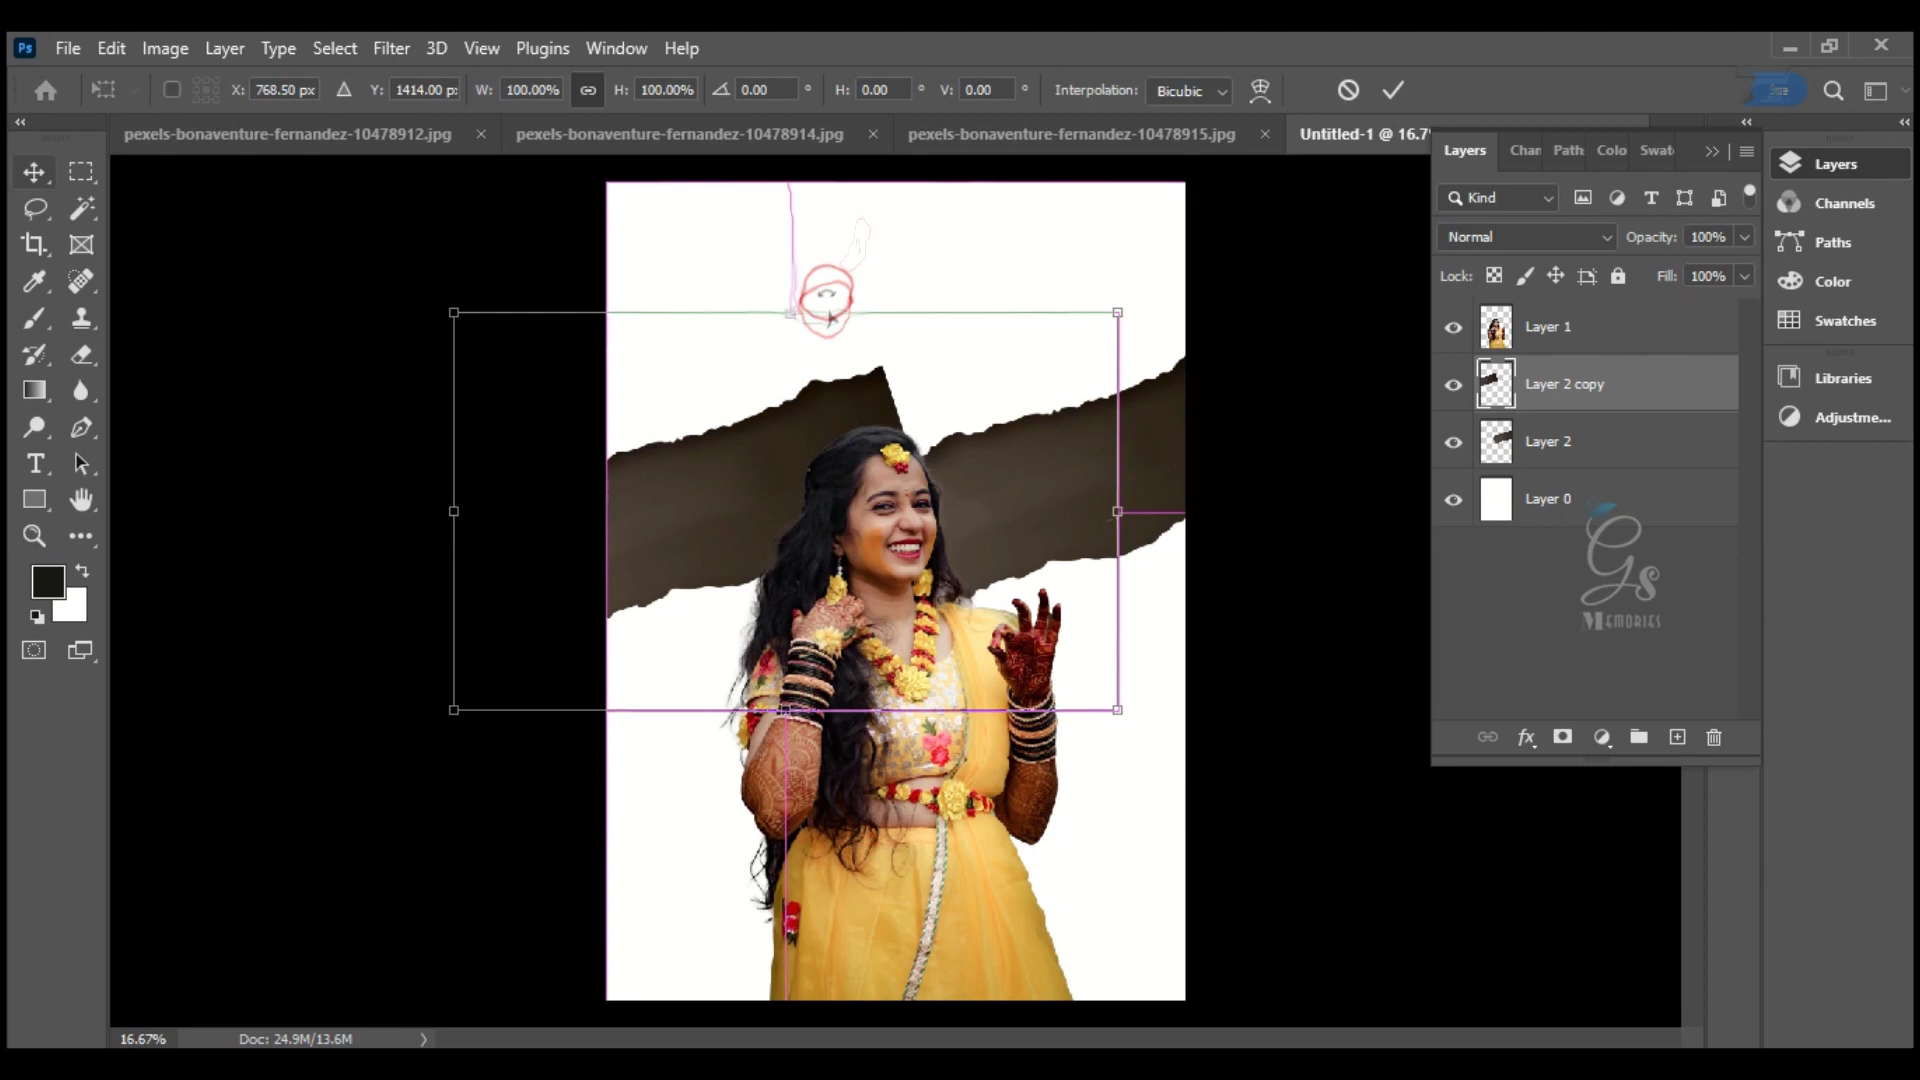 Ps File Edit Image Layer Type Select Filter 3D View Plugins Window Help
X: 768.50 px Y: 1414.00 p: W: 100.00% H: 100.00% 0.00 ° H: 0.00 ° V: 0.00 ° Interpolation: Bicubic
pexels-bonaventure-fernandez-10478912.jpg × pexels-bonaventure-fernandez-10478914.jpg × pexels-bonaventure-fernandez-10478915.jpg × Untitled-1 @ 16.7
Layers Chan Path Colo Swat
Kind
Normal Opacity: 100%
Lock: Fill: 100%
Layer 1
Layer 2 copy
Layer 2
Layer 0
fx
Layers
Channels
Paths
Color
Swatches
Libraries
Adjustme...
Gs
MEMORIES
16.67% Doc: 24.9M/13.6M